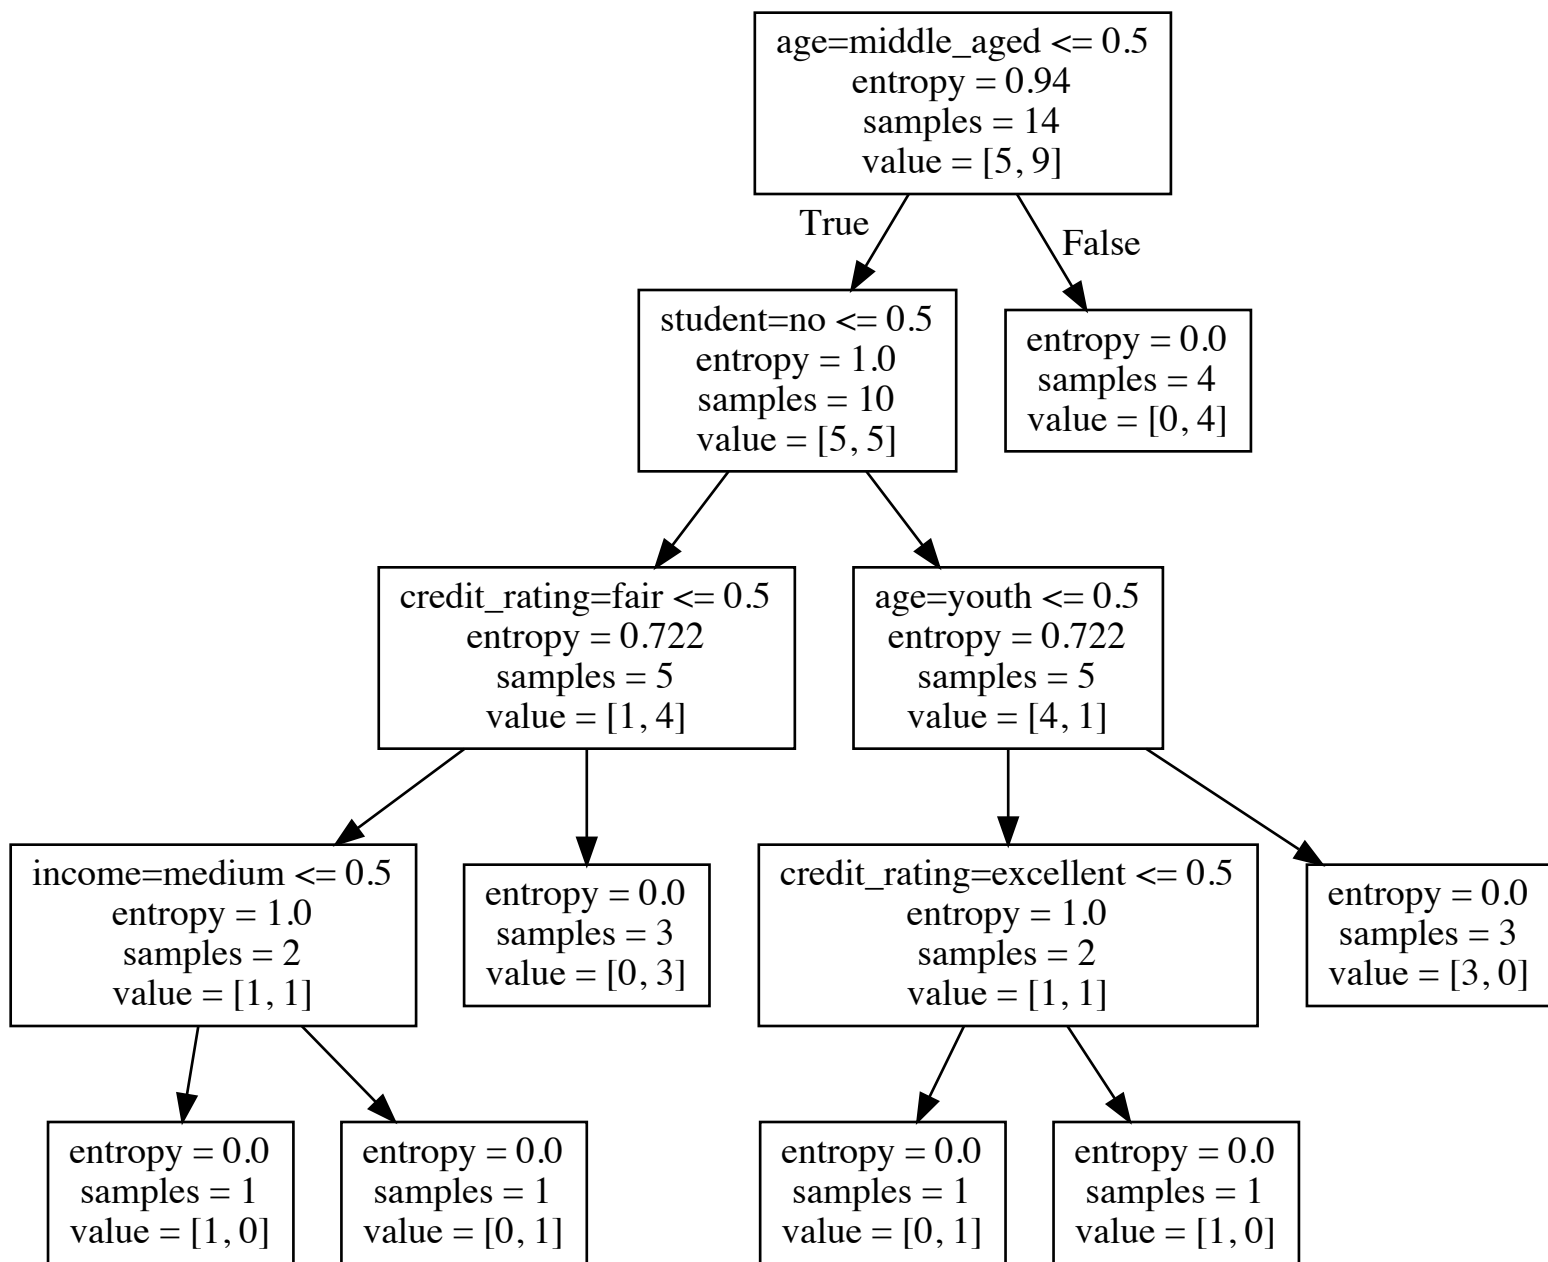 age=middle_aged <= 0.5
entropy = 0.94
samples = 14
value = [5, 9]
True
False
student=no <= 0.5
entropy = 1.0
samples = 10
value = [5, 5]
entropy = 0.0
samples = 4
value = [0, 4]
credit_rating=fair <= 0.5
entropy = 0.722
samples = 5
value = [1, 4]
age=youth <= 0.5
entropy = 0.722
samples = 5
value = [4, 1]
income=medium <= 0.5
entropy = 1.0
samples = 2
value = [1, 1]
entropy = 0.0
samples = 3
value = [0, 3]
credit_rating=excellent <= 0.5
entropy = 1.0
samples = 2
value = [1, 1]
entropy = 0.0
samples = 3
value = [3, 0]
entropy = 0.0
samples = 1
value = [1, 0]
entropy = 0.0
samples = 1
value = [0, 1]
entropy = 0.0
samples = 1
value = [0, 1]
entropy = 0.0
samples = 1
value = [1, 0]